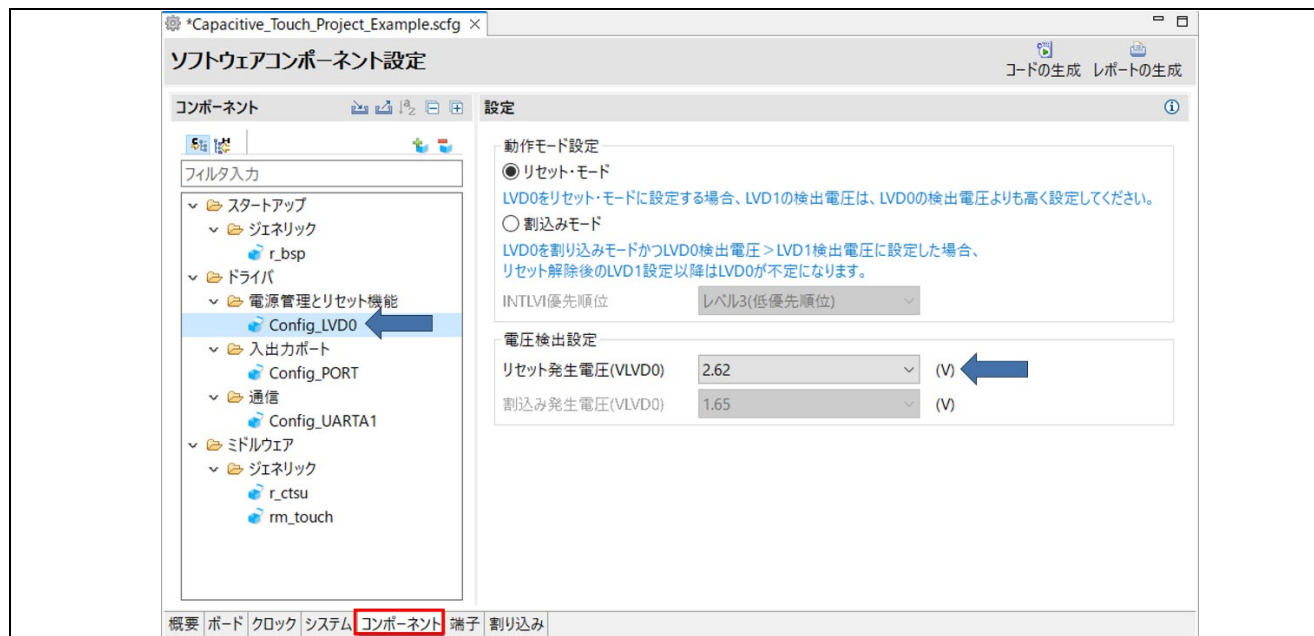 *Capacitive_Touch_Project_Example.scfg
ソフトウェアコンポーネント設定
コードの生成 レポートの生成
コンポーネント
設定
フィルタ入力
スタートアップ
ジェネリック
r_bsp
ドライバ
電源管理とリセット機能
Config_LVD0
入出力ポート
Config_PORT
通信
Config_UARTA1
ミドルウェア
ジェネリック
r_ctsu
rm_touch
動作モード設定
リセット・モード
LVD0をリセット・モードに設定する場合、LVD1の検出電圧は、LVD0の検出電圧よりも高く設定してください。
割込みモード
LVD0を割り込みモードかつLVD0検出電圧＞LVD1検出電圧に設定した場合、
リセット解除後のLVD1設定以降はLVD0が不定になります。
INTLVI優先順位 レベル3(低優先順位)
電圧検出設定
リセット発生電圧(VLVD0) 2.62 (V)
割込み発生電圧(VLVD0) 1.65 (V)
概要 ボード クロック システム コンポーネント 端子 割り込み